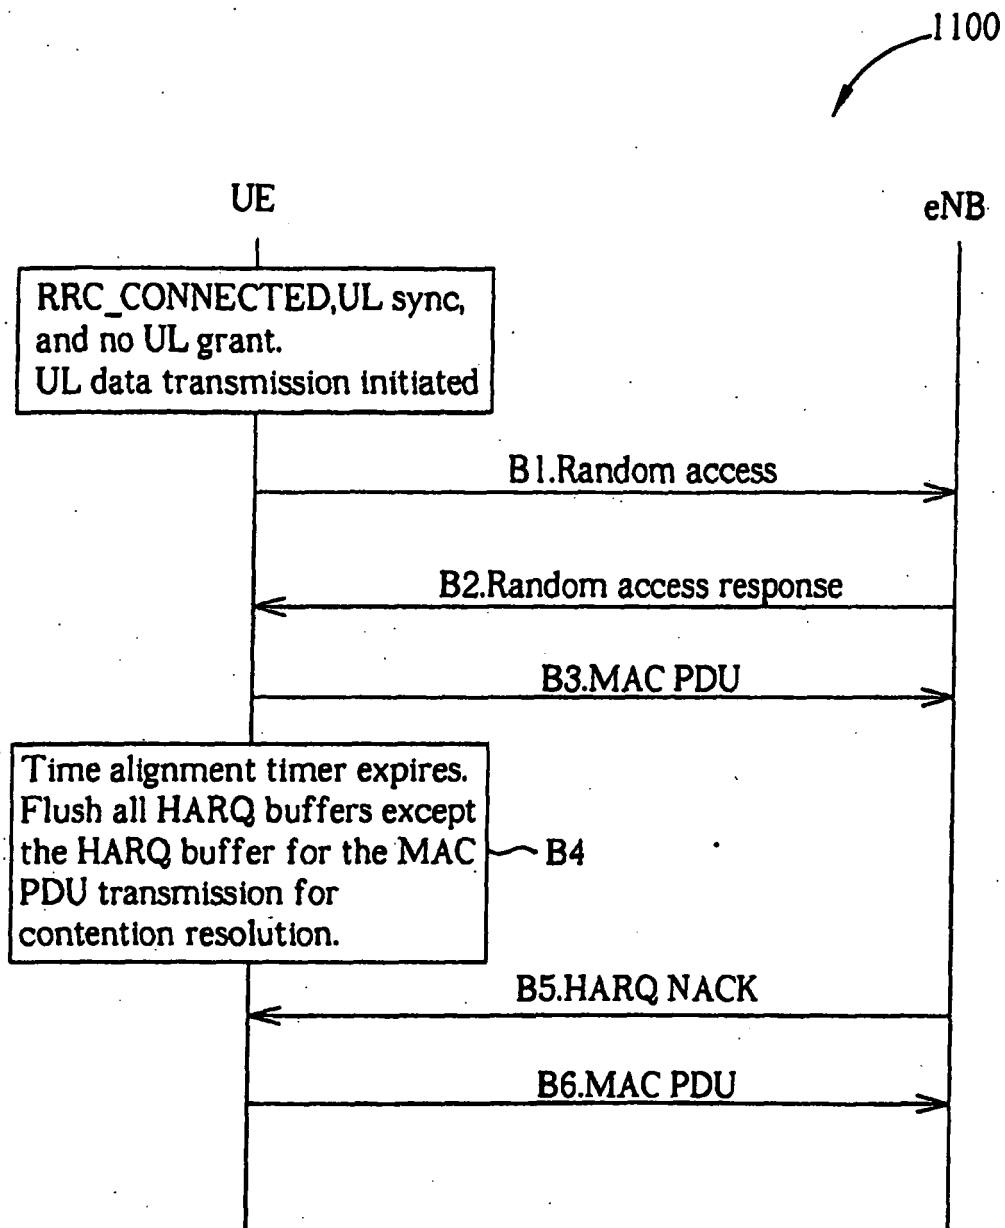 1100
UE
eNB
RRC_CONNECTED,UL sync,
and no UL grant.
UL data transmission initiated
B1.Random access
B2.Random access response
B3.MAC PDU
Time alignment timer expires.
Flush all HARQ buffers except
the HARQ buffer for the MAC
PDU transmission for
contention resolution.
B4
B5.HARQ NACK
B6.MAC PDU